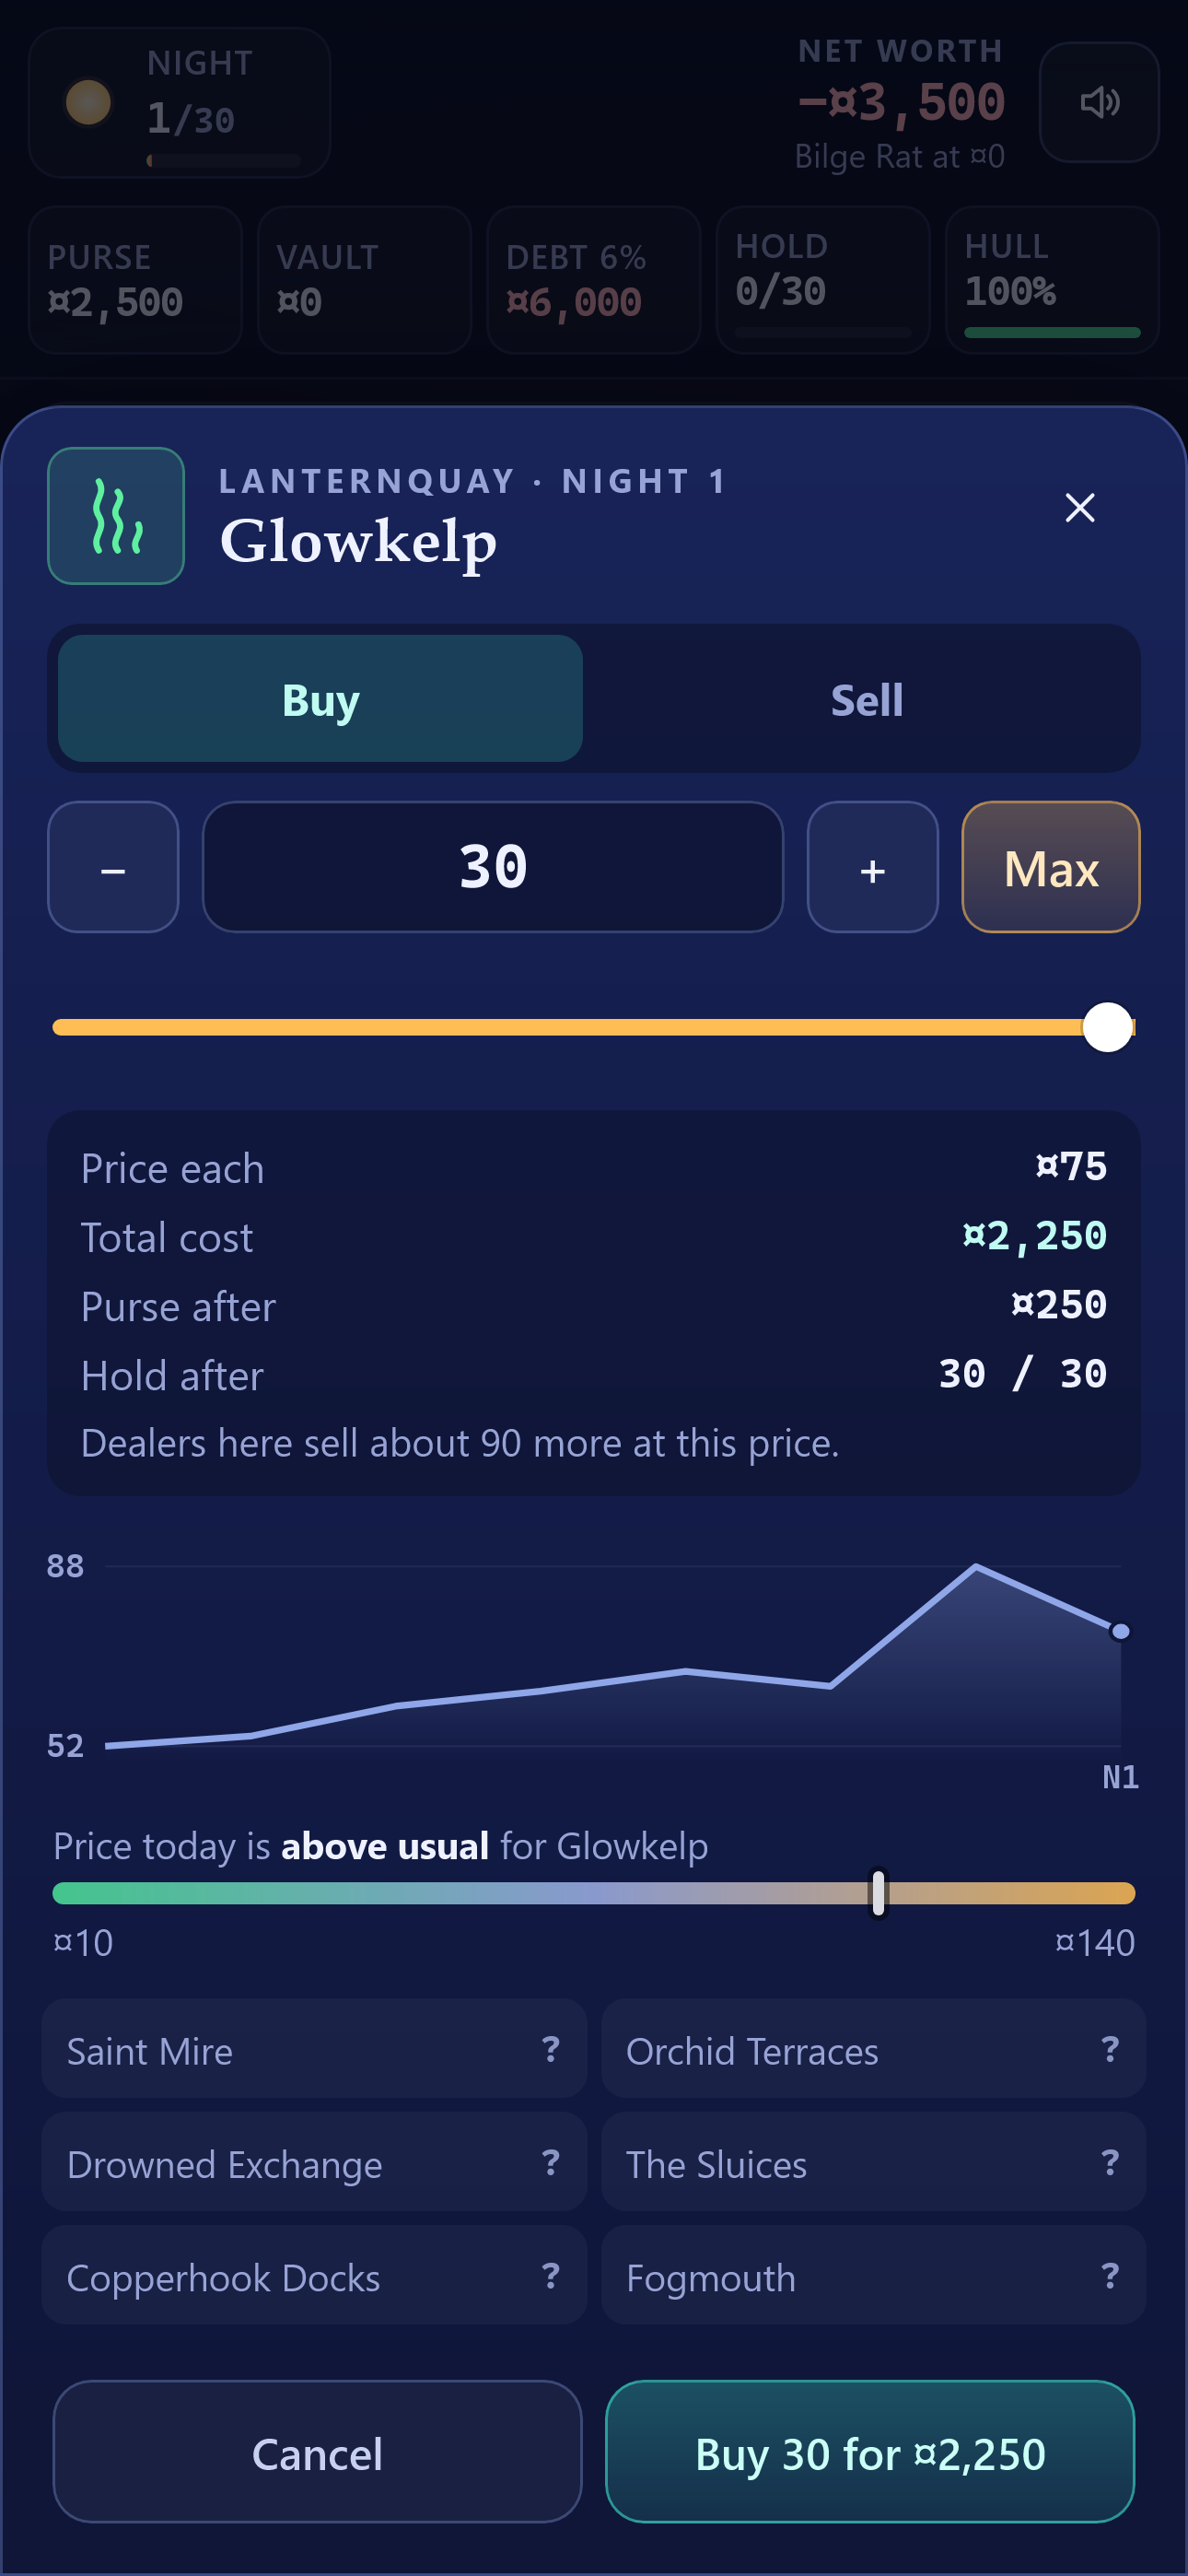 NIGHT
1/30
NET WORTH
−¤3,500
Bilge Rat at ¤0
PURSE
¤2,500
VAULT
¤0
DEBT 6%
¤6,000
HOLD
0/30
HULL
100%
LANTERNQUAY · NIGHT 1
Glowkelp
Buy
Sell
−
30
+
Max
Price each ¤75
Total cost ¤2,250
Purse after ¤250
Hold after 30 / 30
Dealers here sell about 90 more at this price.
88
52
N1
Price today is above usual for Glowkelp
¤10
¤140
Saint Mire ?
Orchid Terraces ?
Drowned Exchange ?
The Sluices ?
Copperhook Docks ?
Fogmouth ?
Cancel
Buy 30 for ¤2,250